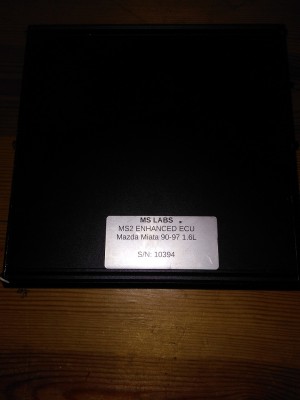 MS LABS
MS2 ENHANCED ECU
Mazda Miata 90-97 1.6L
S/N: 10394